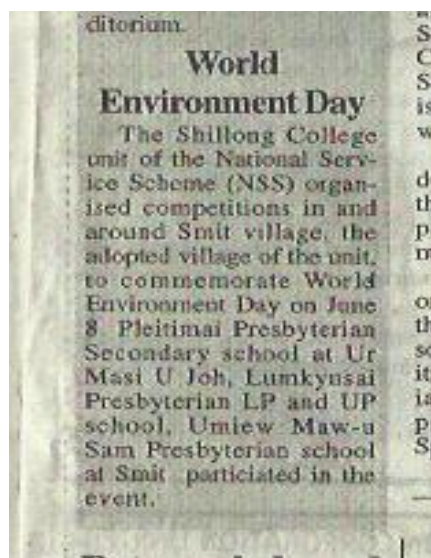 ditorium.
World
Environment Day
The Shillong College
unit of the National Serv-
ice Scheme (NSS) organ-
ised competitions in and
around Smit village, the
adopted village of the unit,
to commemorate World
Environment Day on June
8 Pleitimai Presbyterian
Secondary school at Ur
Masi U Joh, Lumkynsai
Presbyterian LP and UP
school, Umiew Maw-u
Sam Presbyterian school
at Smit particiated in the
event.